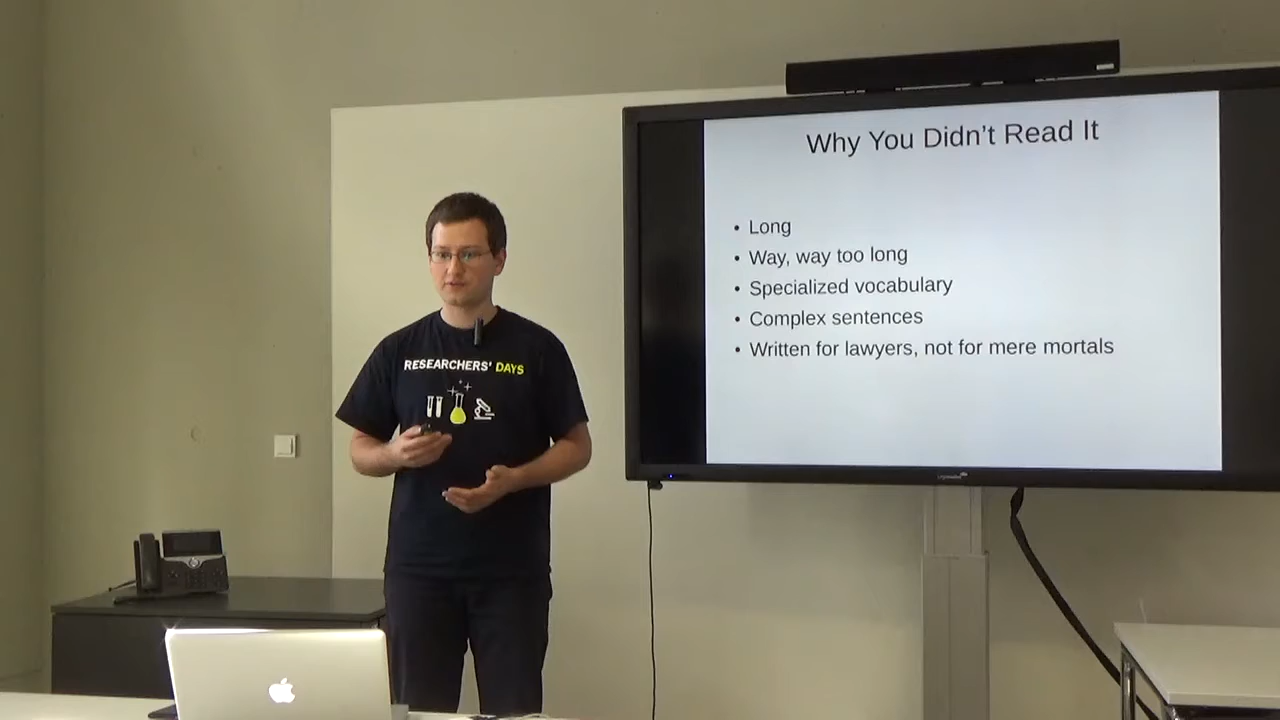 Why You Didn't Read It
• Long
• Way, way too long
• Specialized vocabulary
• Complex sentences
• Written for lawyers, not for mere mortals
RESEARCHERS' DAYS